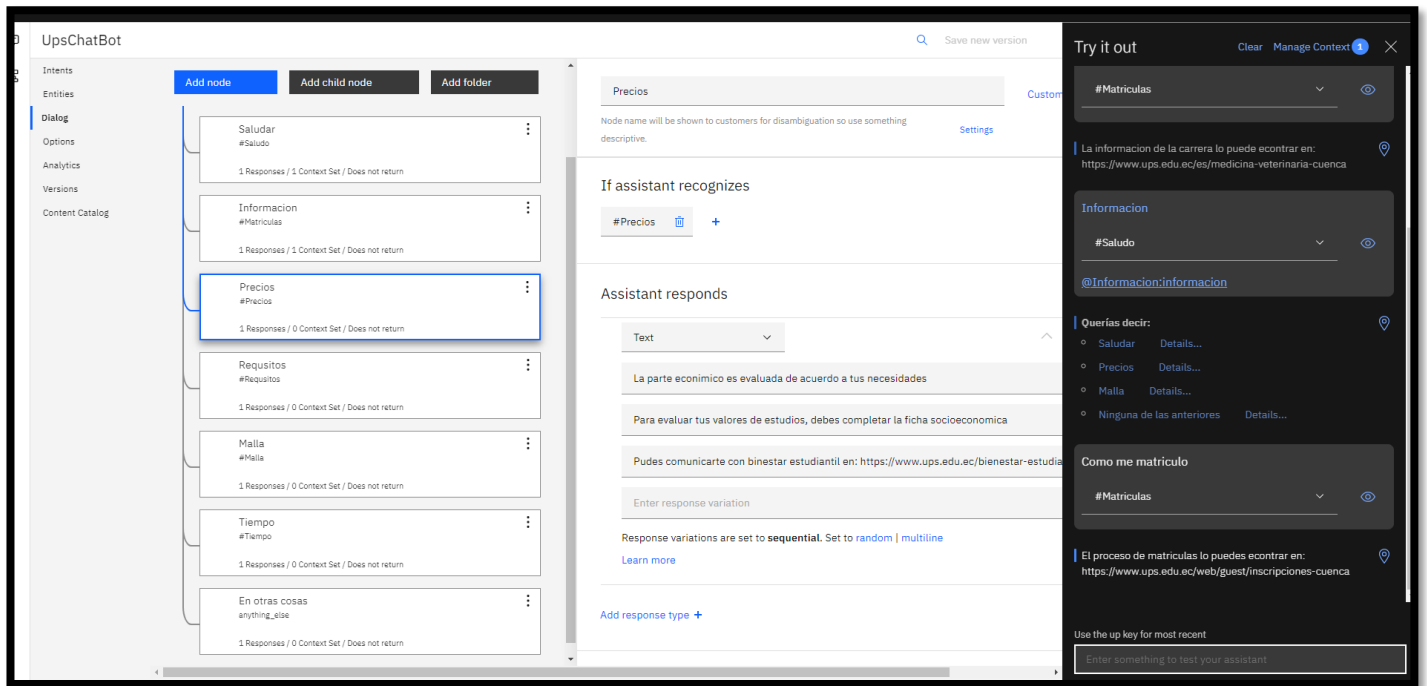 UpsChatBot
Save new version
Intents
Entities
Dialog
Options
Analytics
Versions
Content Catalog
Add node
Add child node
Add folder
Saludar
#Saludo
1 Responses / 1 Context Set / Does not return
Informacion
#Matriculas
1 Responses / 1 Context Set / Does not return
Precios
#Precios
1 Responses / 0 Context Set / Does not return
Requsitos
#Requsitos
1 Responses / 0 Context Set / Does not return
Malla
#Malla
1 Responses / 0 Context Set / Does not return
Tiempo
#Tiempo
1 Responses / 0 Context Set / Does not return
En otras cosas
anything_else
1 Responses / 0 Context Set / Does not return
Precios
Custom
Node name will be shown to customers for disambiguation so use something
descriptive.
Settings
If assistant recognizes
#Precios
+
Assistant responds
Text
La parte econimico es evaluada de acuerdo a tus necesidades
Para evaluar tus valores de estudios, debes completar la ficha socioeconomica
Pudes comunicarte con binestar estudiantil en: https://www.ups.edu.ec/bienestar-estudia
Enter response variation
Response variations are set to sequential. Set to random | multiline
Learn more
Add response type +
Try it out
Clear
Manage Context 1
#Matriculas
La informacion de la carrera lo puede econtrar en:
https://www.ups.edu.ec/es/medicina-veterinaria-cuenca
Informacion
#Saludo
@Informacion:informacion
Querías decir:
Saludar Details...
Precios Details...
Malla Details...
Ninguna de las anteriores Details...
Como me matriculo
#Matriculas
El proceso de matriculas lo puedes econtrar en:
https://www.ups.edu.ec/web/guest/inscripciones-cuenca
Use the up key for most recent
Enter something to test your assistant